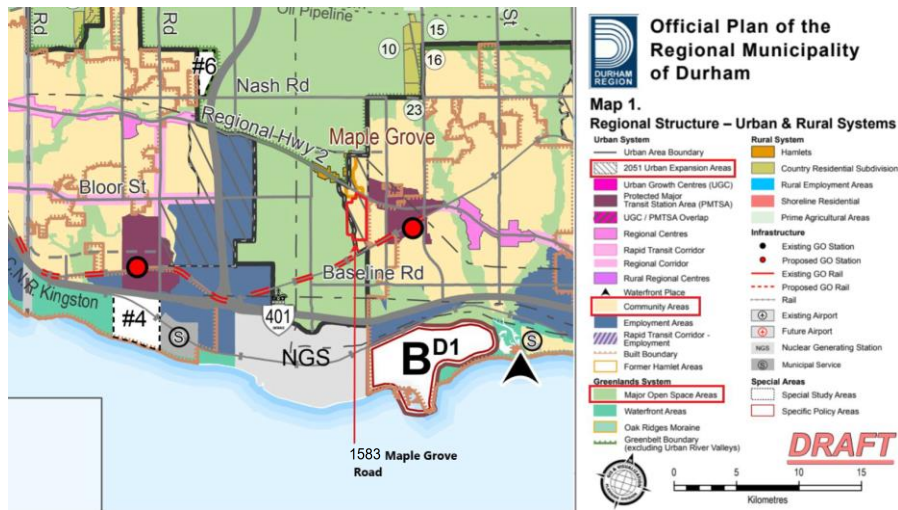 Oil Pipeline
Rd
Rd
St
15
10
16
#6
Nash Rd
23
Regional Hwy 2
Maple Grove
Bloor St
Baseline Rd
C.N.R Kingston
401
#4
S
NGS
B D1
S
1583 Maple Grove
Road
DURHAM
REGION
Official Plan of the
Regional Municipality
of Durham
Map 1.
Regional Structure – Urban & Rural Systems
Urban System
Urban Area Boundary
2051 Urban Expansion Areas
Urban Growth Centres (UGC)
Protected Major
Transit Station Area (PMTSA)
UGC / PMTSA Overlap
Regional Centres
Rapid Transit Corridor
Regional Corridor
Rural Regional Centres
Waterfront Place
Community Areas
Employment Areas
Rapid Transit Corridor -
Employment
Built Boundary
Former Hamlet Areas
Greenlands System
Major Open Space Areas
Waterfront Areas
Oak Ridges Moraine
Greenbelt Boundary
(excluding Urban River Valleys)
Rural System
Hamlets
Country Residential Subdivision
Rural Employment Areas
Shoreline Residential
Prime Agricultural Areas
Infrastructure
Existing GO Station
Proposed GO Station
Existing GO Rail
Proposed GO Rail
Rail
Existing Airport
Future Airport
NGS Nuclear Generating Station
S Municipal Service
Special Areas
Special Study Areas
Specific Policy Areas
DRAFT
0 5 10 15
Kilometres